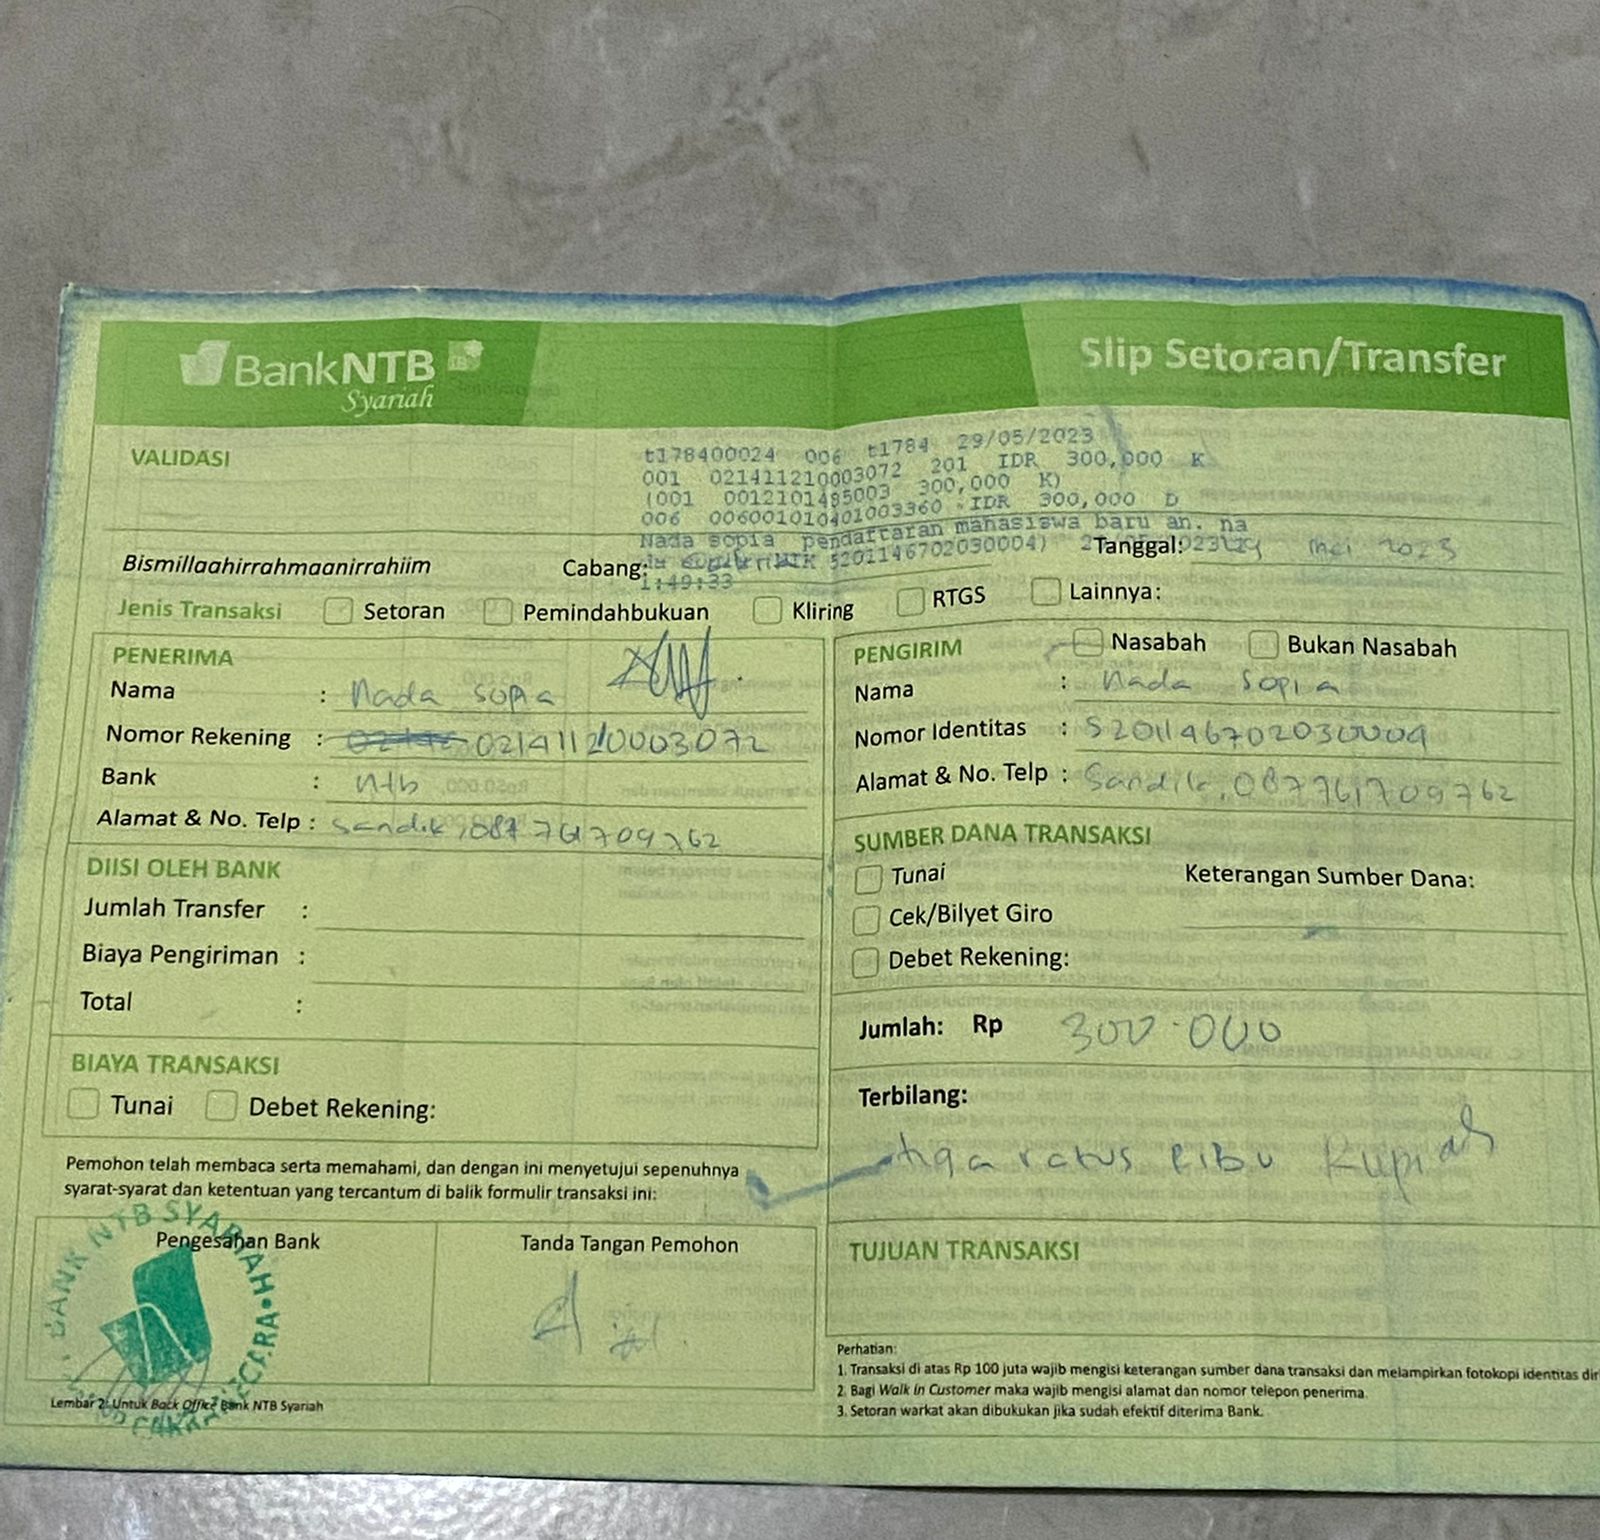 BankNTB
Syariah
Slip Setoran/Transfer
VALIDASI
t178400024 006 t1784 29/05/2023
001 021411210003072 201 IDR 300,000 K
(001 0012101485003 300,000 K)
006 006001010401003360 IDR 300,000 D
Nada sopia pendaftaran mahasiswa baru an. na
(NIK 5201146702030004)
1:49:33
Bismillaahirrahmaanirrahiim
Cabang:
Tanggal: 29 mei 2023
Jenis Transaksi Setoran Pemindahbukuan Kliring RTGS Lainnya:
PENERIMA
Nama : Nada sopia
Nomor Rekening : 021411210003072
Bank : Ntb
Alamat & No. Telp : Sandik, 087761709762
DIISI OLEH BANK
Jumlah Transfer :
Biaya Pengiriman :
Total :
BIAYA TRANSAKSI
Tunai Debet Rekening:
Pemohon telah membaca serta memahami, dan dengan ini menyetujui sepenuhnya
syarat-syarat dan ketentuan yang tercantum di balik formulir transaksi ini:
Pengesahan Bank
Tanda Tangan Pemohon
BANK NTB SYARIAH
Lembar 2: Untuk Back Office Bank NTB Syariah
PENGIRIM Nasabah Bukan Nasabah
Nama : Nada Sopia
Nomor Identitas : 5201146702030004
Alamat & No. Telp : Sandik, 087761709762
SUMBER DANA TRANSAKSI
Tunai
Keterangan Sumber Dana:
Cek/Bilyet Giro
Debet Rekening:
Jumlah: Rp 300.000
Terbilang:
tiga ratus Ribu Rupiah
TUJUAN TRANSAKSI
Perhatian:
1. Transaksi di atas Rp 100 juta wajib mengisi keterangan sumber dana transaksi dan melampirkan fotokopi identitas dir
2. Bagi Walk In Customer maka wajib mengisi alamat dan nomor telepon penerima.
3. Setoran warkat akan dibukukan jika sudah efektif diterima Bank.